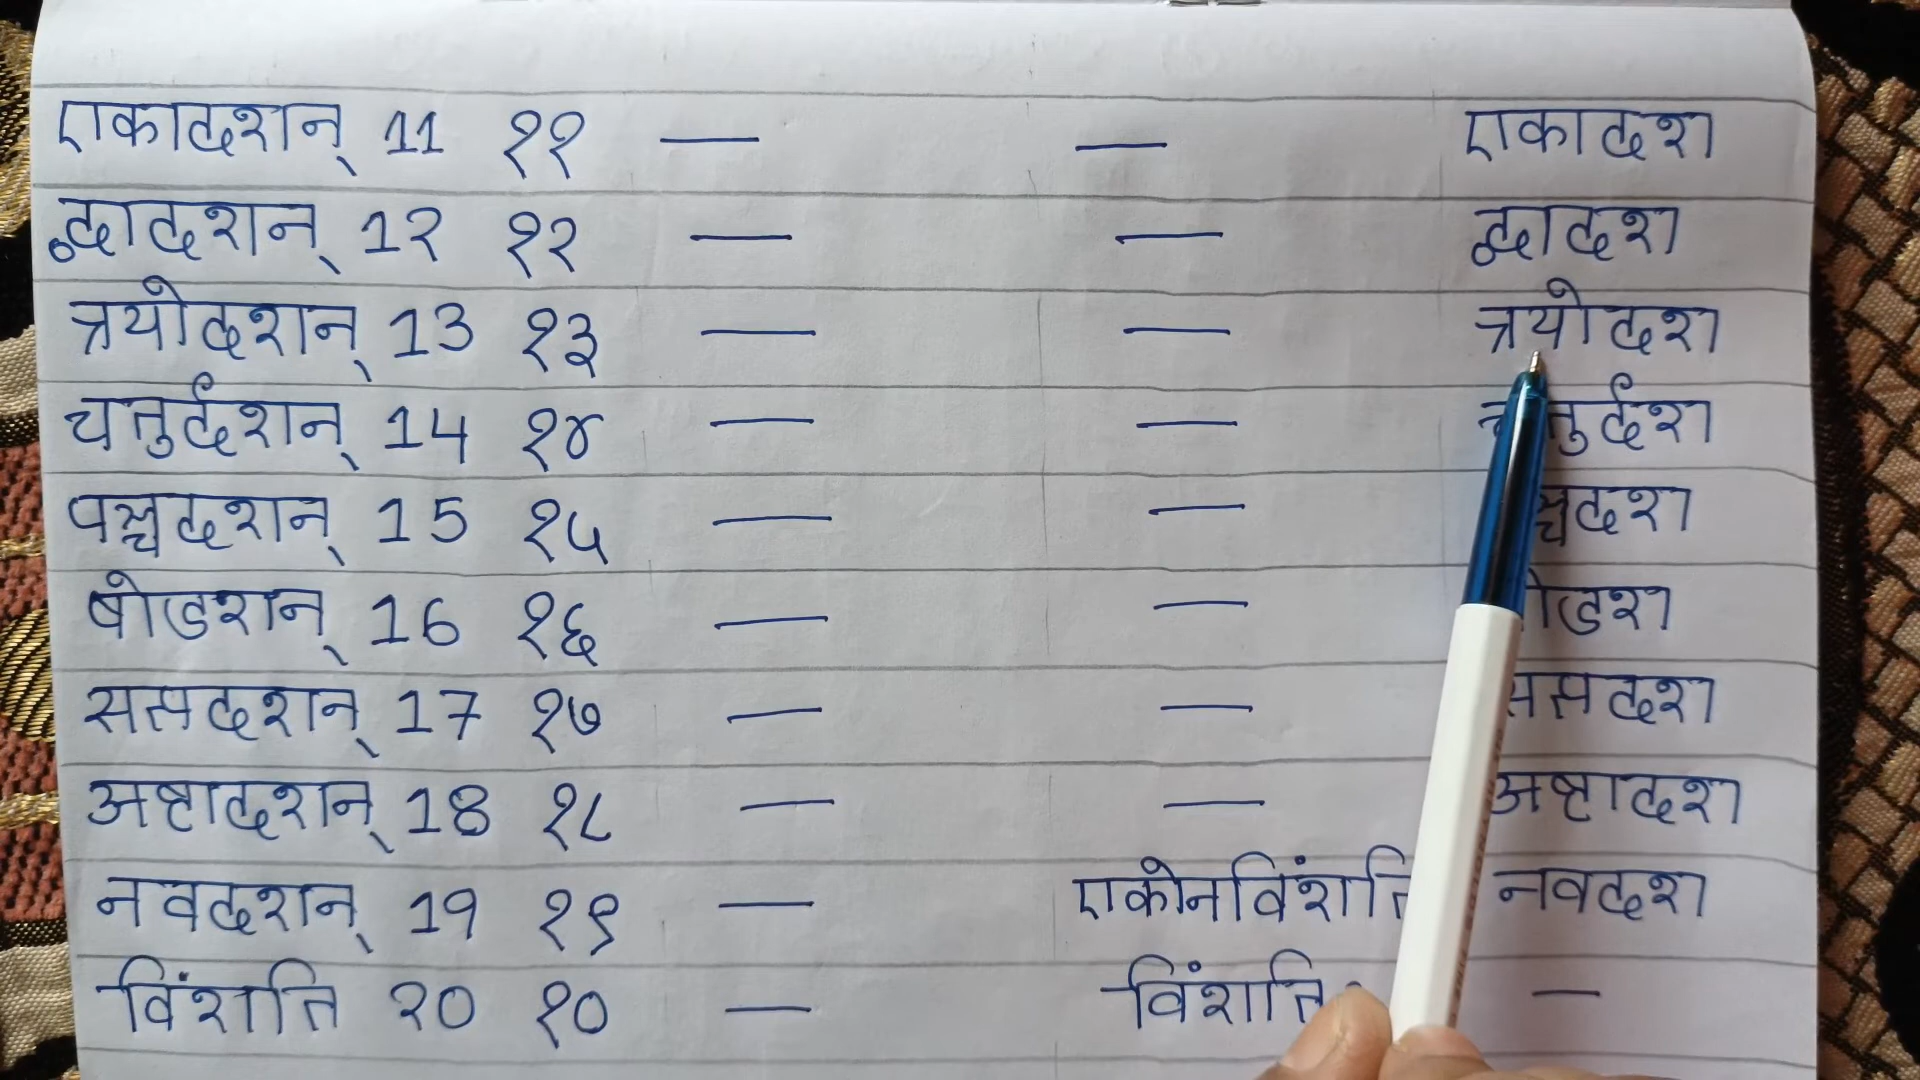 एकादशन् 11 ११ — — एकादश
द्वादशन् 12 १२ — — द्वादश
त्रयोदशन् 13 १३ — — त्रयोदश
चतुर्दशन् 14 १४ — — चतुर्दश
पञ्चदशन् 15 १५ — — ञ्चदश
षोडशन् 16 १६ — — ोडश
सप्तदशन् 17 १७ — — सप्तदश
अष्टादशन् 18 १८ — — अष्टादश
नवदशन् 19 १९ — एकोनविंशति नवदश
विंशति 20 १० — विंशति —